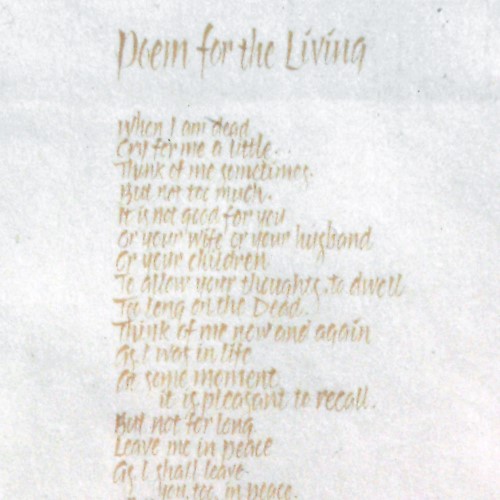 Poem for the Living
When I am dead
Cry for me a little.
Think of me sometimes.
But not too much.
It is not good for you
Or your wife or your husband
Or your children
To allow your thoughts to dwell
Too long on the Dead.
Think of me now and again
As I was in life
At some moment
it is pleasant to recall.
But not for long.
Leave me in peace
As I shall leave
you, too, in peace.